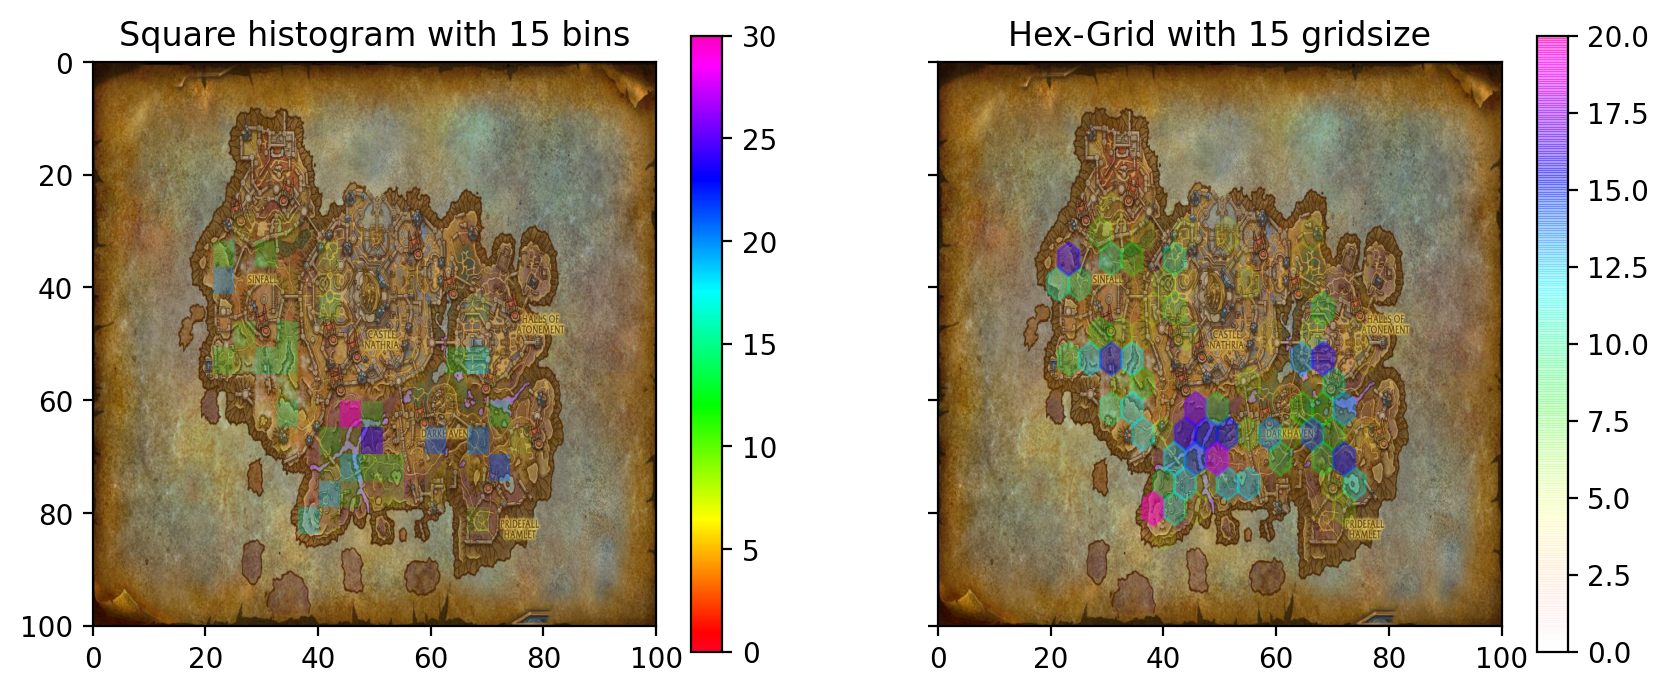 Square histogram with 15 bins
0
20
40
60
80
100
0 20 40 60 80 100
SINFALL
CASTLE
NATHRIA
HALLS OF
ATONEMENT
DARKHAVEN
PRIDEFALL
HAMLET
30
25
20
15
10
5
0
Hex-Grid with 15 gridsize
0 20 40 60 80 100
SINFALL
CASTLE
NATHRIA
HALLS OF
ATONEMENT
DARKHAVEN
PRIDEFALL
HAMLET
20.0
17.5
15.0
12.5
10.0
7.5
5.0
2.5
0.0